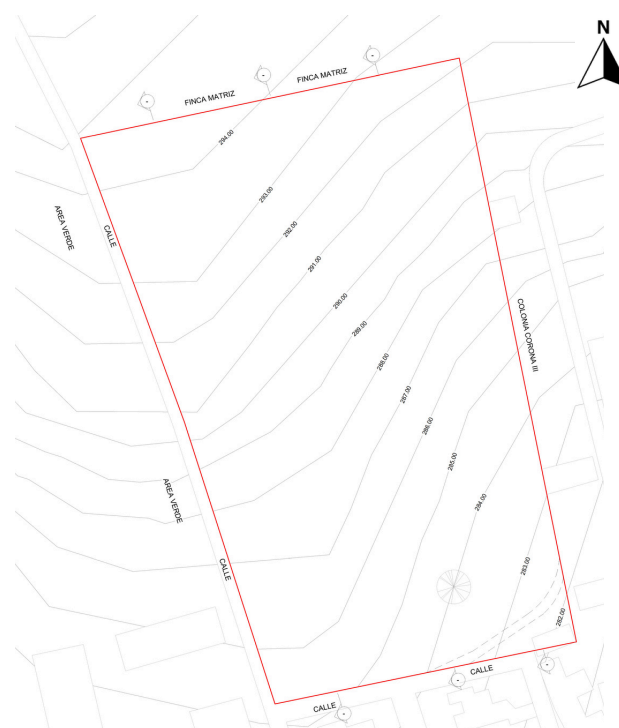 N
FINCA MATRIZ
FINCA MATRIZ
294.00
293.00
292.00
291.00
290.00
289.00
288.00
287.00
286.00
285.00
284.00
283.00
282.00
AREA VERDE
CALLE
COLONIA CORONA III
AREA VERDE
CALLE
CALLE
CALLE